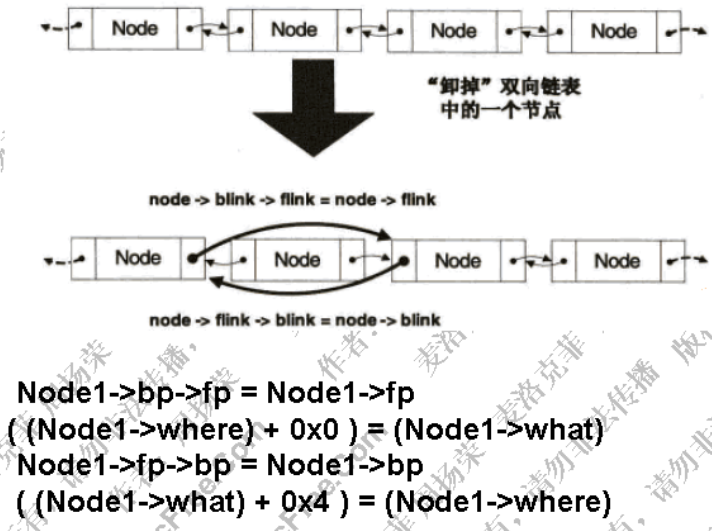 Node Node Node Node
“卸掉”双向链表
中的一个节点
node -> blink -> flink = node -> flink
Node Node Node Node
node -> flink -> blink = node -> blink
Node1->bp->fp = Node1->fp
( (Node1->where) + 0x0 ) = (Node1->what)
Node1->fp->bp = Node1->bp
( (Node1->what) + 0x4 ) = (Node1->where)